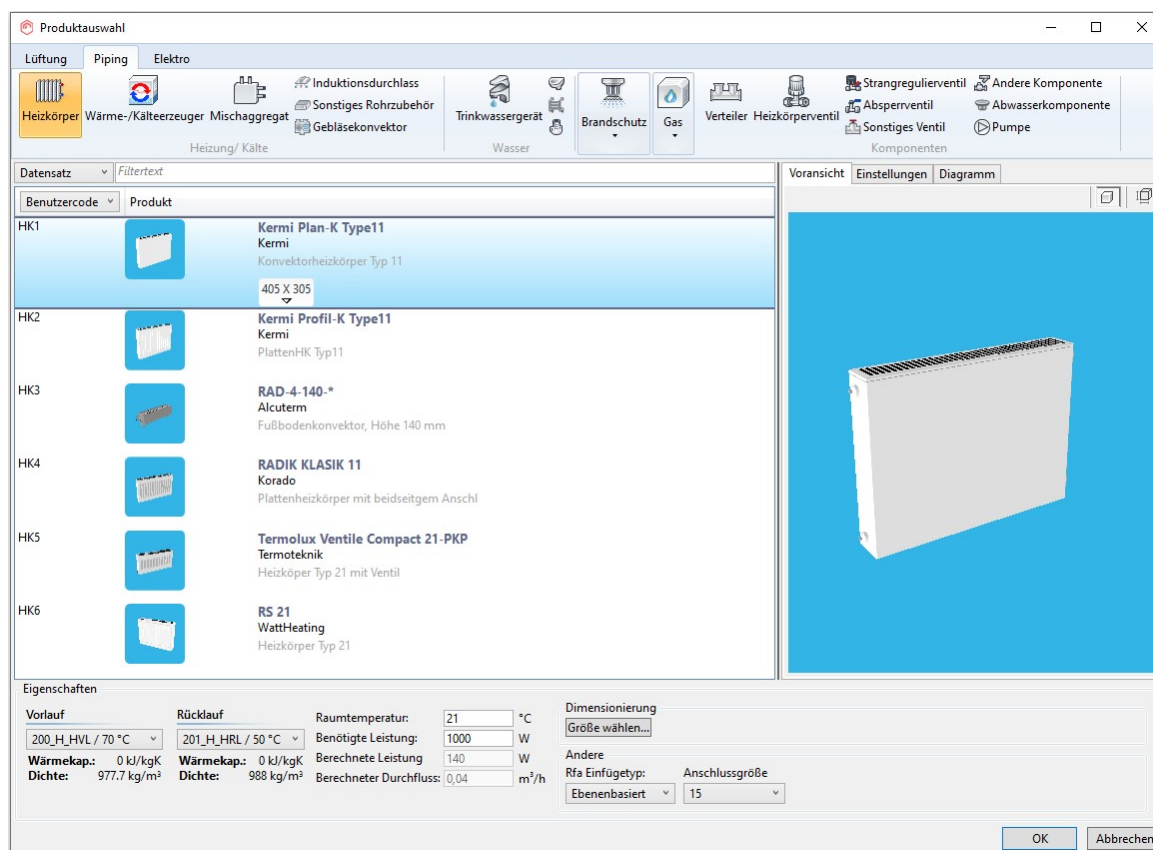 Produktauswahl
Lüftung Piping Elektro
Heizkörper Wärme-/Kälteerzeuger Mischaggregat
Induktionsdurchlass
Sonstiges Rohrzubehör
Gebläsekonvektor
Heizung/ Kälte
Trinkwassergerät
Wasser
Brandschutz
Gas
Verteiler Heizkörperventil
Strangregulierventil Andere Komponente
Absperrventil Abwasserkomponente
Sonstiges Ventil Pumpe
Komponenten
Datensatz Filtertext
Benutzercode Produkt
HK1 Kermi Plan-K Type11
Kermi
Konvektorheizkörper Typ 11
405 X 305
HK2 Kermi Profil-K Type11
Kermi
PlattenHK Typ11
HK3 RAD-4-140-*
Alcuterm
Fußbodenkonvektor, Höhe 140 mm
HK4 RADIK KLASIK 11
Korado
Plattenheizkörper mit beidseitgem Anschl
HK5 Termolux Ventile Compact 21-PKP
Termoteknik
Heizköper Typ 21 mit Ventil
HK6 RS 21
WattHeating
Heizkörper Typ 21
Voransicht Einstellungen Diagramm
Eigenschaften
Vorlauf
200_H_HVL / 70 °C
Wärmekap.: 0 kJ/kgK
Dichte: 977.7 kg/m³
Rücklauf
201_H_HRL / 50 °C
Wärmekap.: 0 kJ/kgK
Dichte: 988 kg/m³
Raumtemperatur: 21 °C
Benötigte Leistung: 1000 W
Berechnete Leistung 140 W
Berechneter Durchfluss: 0,04 m³/h
Dimensionierung
Größe wählen...
Andere
Rfa Einfügetyp: Anschlussgröße
Ebenenbasiert 15
OK Abbrechen